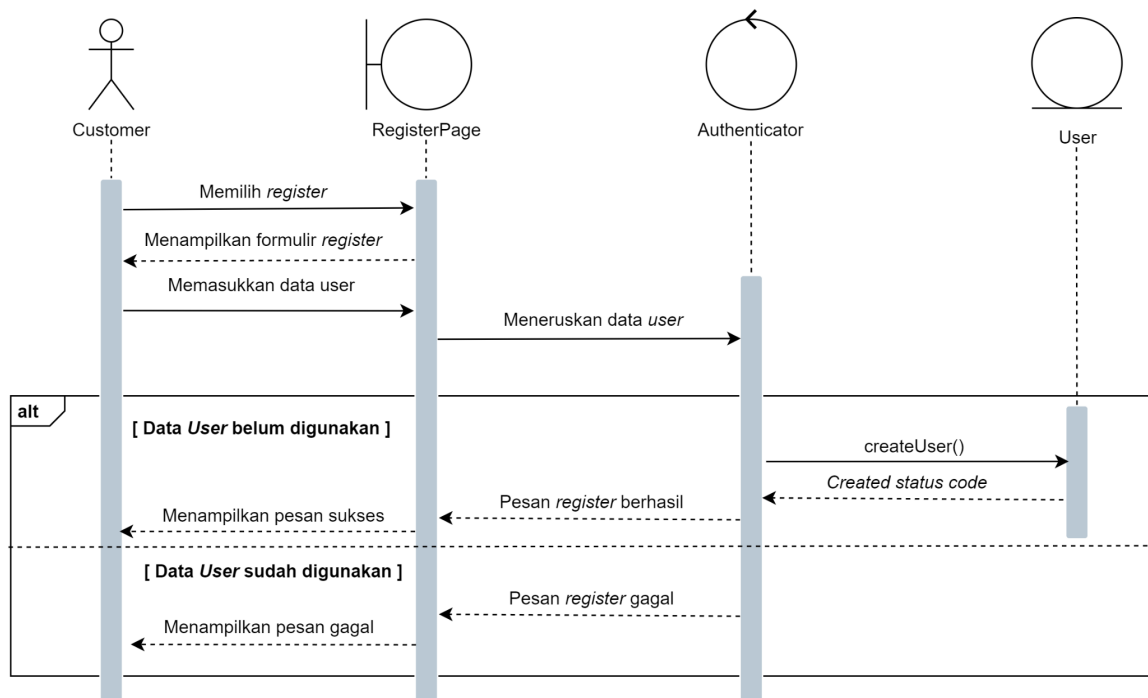 Customer
RegisterPage
Authenticator
User
Memilih register
Menampilkan formulir register
Memasukkan data user
Meneruskan data user
alt
[ Data User belum digunakan ]
createUser()
Created status code
Pesan register berhasil
Menampilkan pesan sukses
[ Data User sudah digunakan ]
Pesan register gagal
Menampilkan pesan gagal